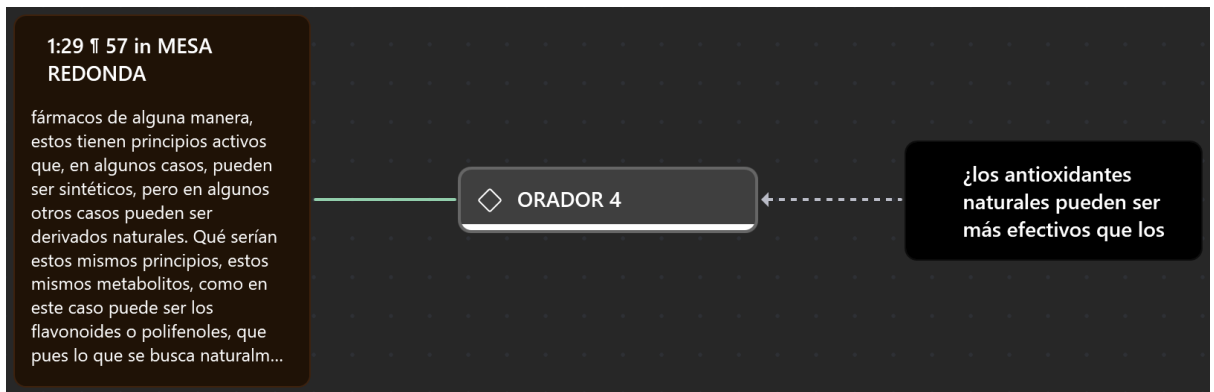 1:29 ¶ 57 in MESA
REDONDA
fármacos de alguna manera,
estos tienen principios activos
que, en algunos casos, pueden
ser sintéticos, pero en algunos
otros casos pueden ser
derivados naturales. Qué serían
estos mismos principios, estos
mismos metabolitos, como en
este caso puede ser los
flavonoides o polifenoles, que
pues lo que se busca naturalm...
ORADOR 4
¿los antioxidantes
naturales pueden ser
más efectivos que los